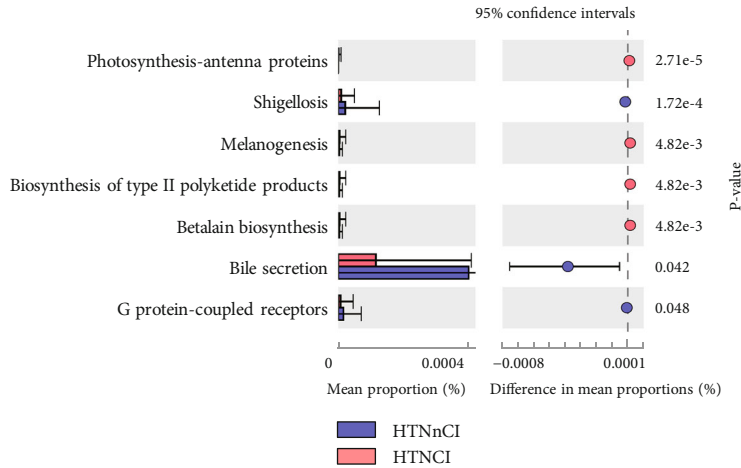 95% confidence intervals
Photosynthesis-antenna proteins 2.71e-5
Shigellosis 1.72e-4
Melanogenesis 4.82e-3
Biosynthesis of type II polyketide products 4.82e-3
Betalain biosynthesis 4.82e-3
Bile secretion 0.042
G protein-coupled receptors 0.048
P-value
0 0.0004 −0.0008 0.0001
Mean proportion (%) Difference in mean proportions (%)
HTNnCI
HTNCI